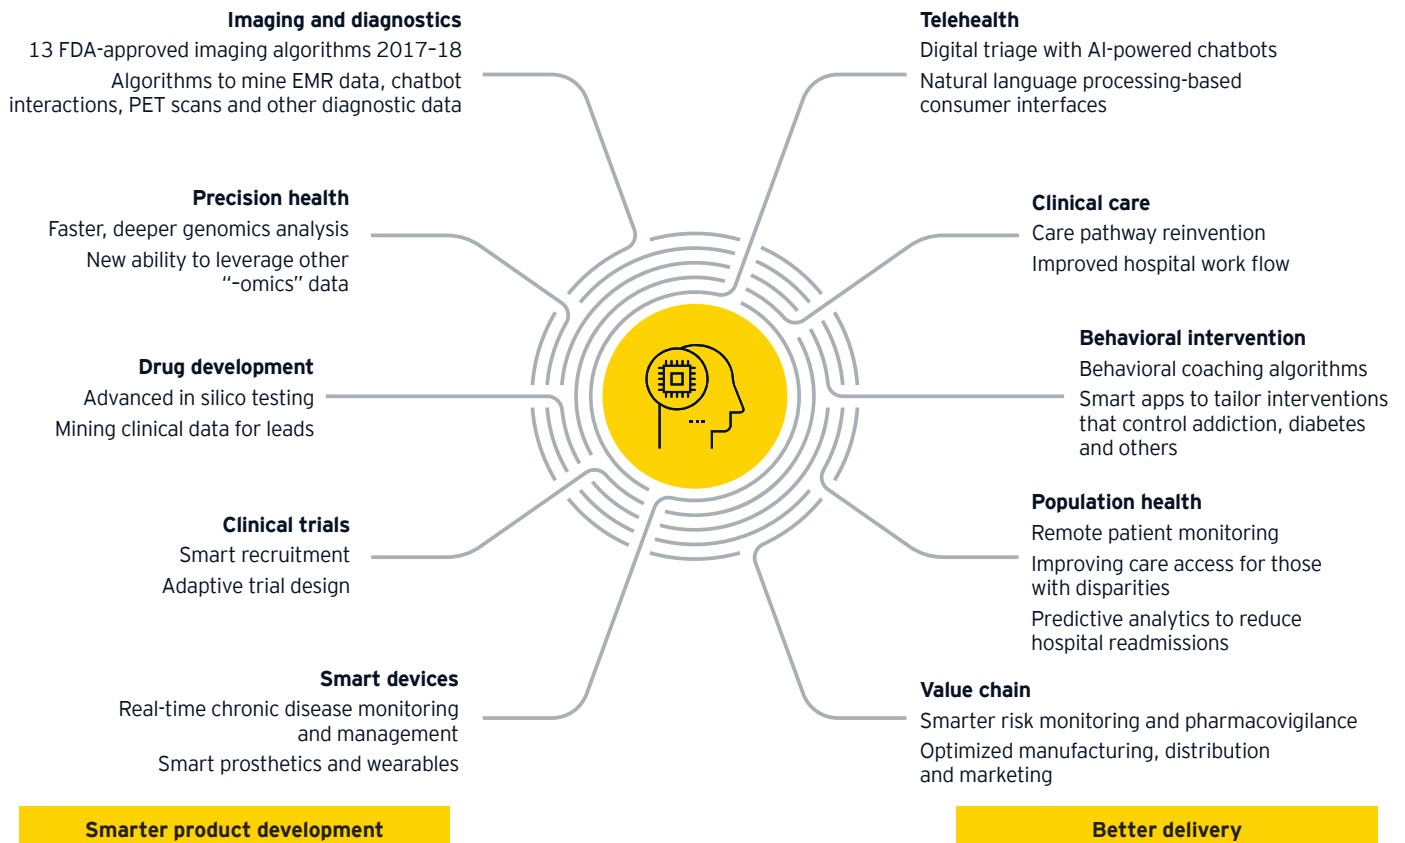 Imaging and diagnostics
13 FDA-approved imaging algorithms 2017–18
Algorithms to mine EMR data, chatbot
interactions, PET scans and other diagnostic data
Precision health
Faster, deeper genomics analysis
New ability to leverage other
“-omics” data
Drug development
Advanced in silico testing
Mining clinical data for leads
Clinical trials
Smart recruitment
Adaptive trial design
Smart devices
Real-time chronic disease monitoring
and management
Smart prosthetics and wearables
Smarter product development
Telehealth
Digital triage with AI-powered chatbots
Natural language processing-based
consumer interfaces
Clinical care
Care pathway reinvention
Improved hospital work flow
Behavioral intervention
Behavioral coaching algorithms
Smart apps to tailor interventions
that control addiction, diabetes
and others
Population health
Remote patient monitoring
Improving care access for those
with disparities
Predictive analytics to reduce
hospital readmissions
Value chain
Smarter risk monitoring and pharmacovigilance
Optimized manufacturing, distribution
and marketing
Better delivery